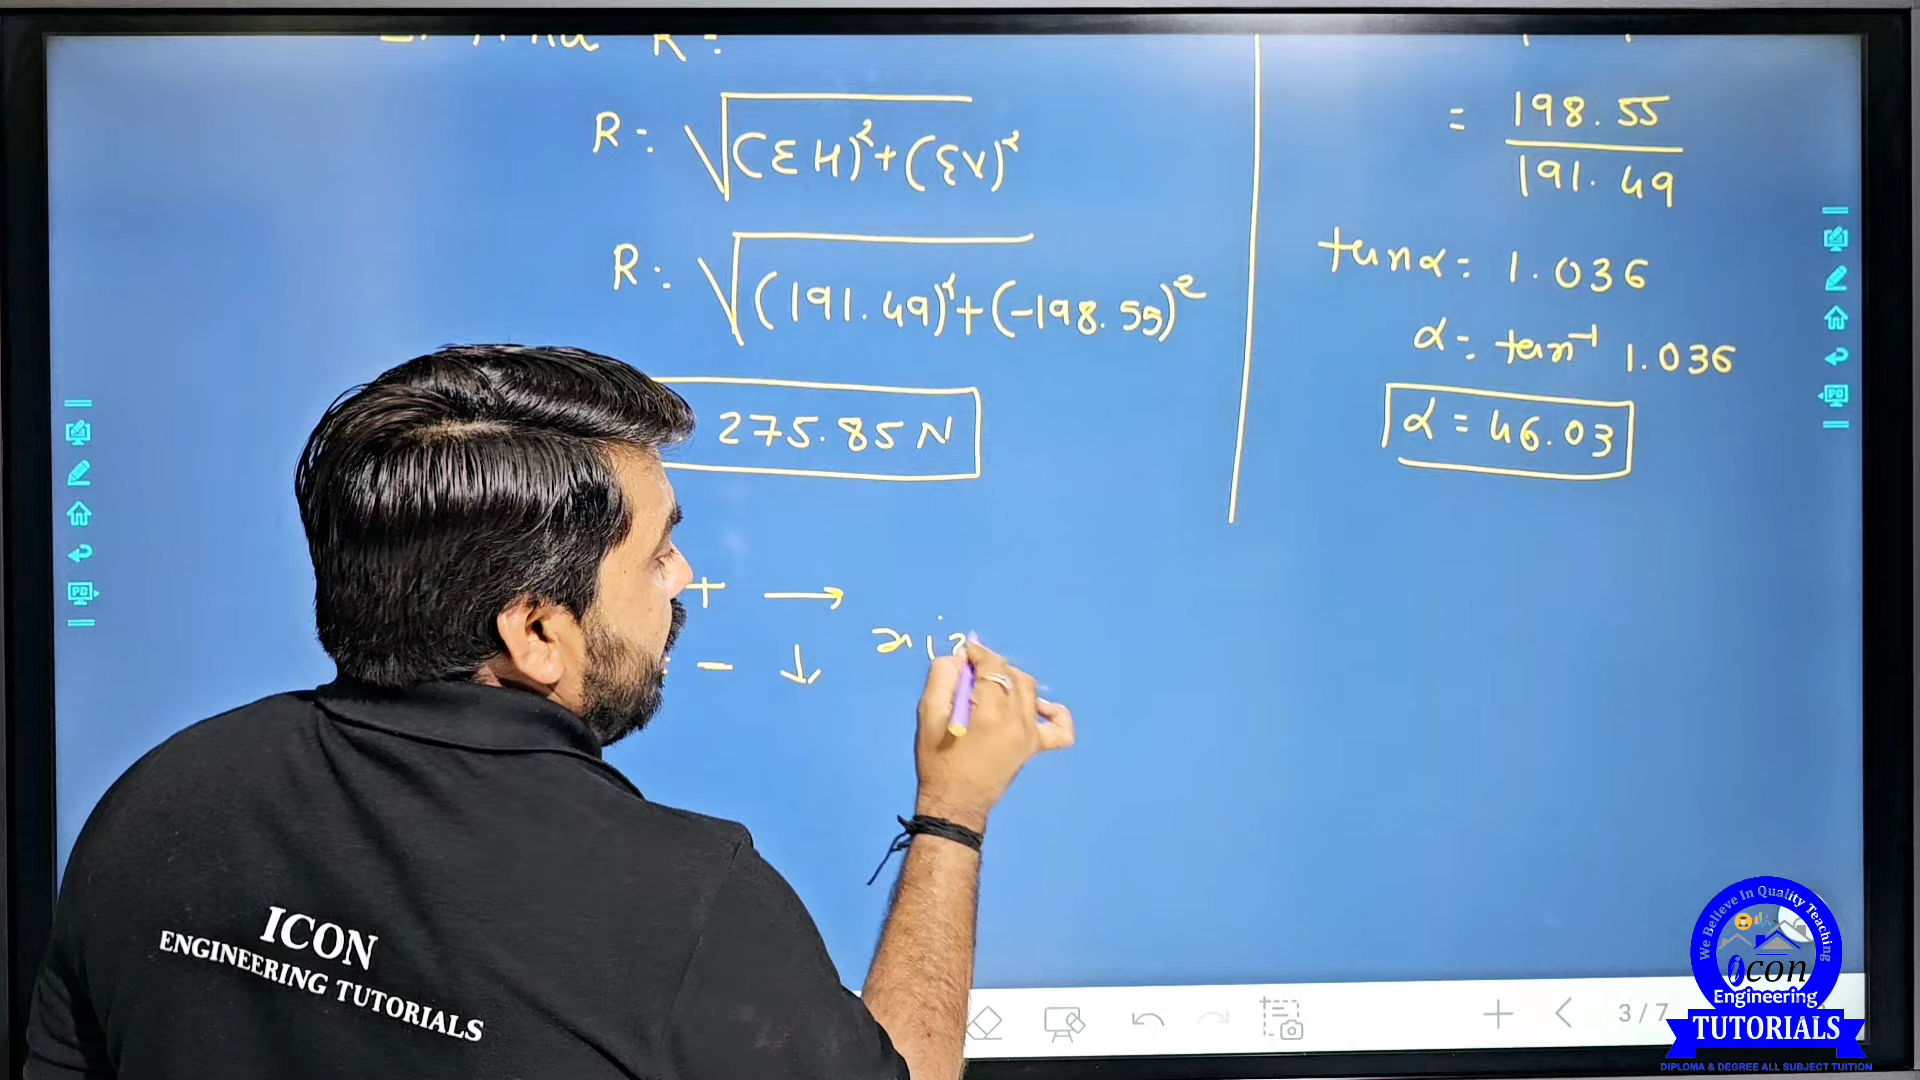 R:
R: √(ΣH)²+(ΣV)²
R: √(191.49)²+(-198.55)²
275.85 N
+ →
: - ↓
= 198.55
191.49
tanα = 1.036
α = tan⁻¹ 1.036
α = 46.03
ICON
ENGINEERING TUTORIALS
3/7
We Believe In Quality Teaching
icon
Engineering
TUTORIALS
DIPLOMA & DEGREE ALL SUBJECT TUITION